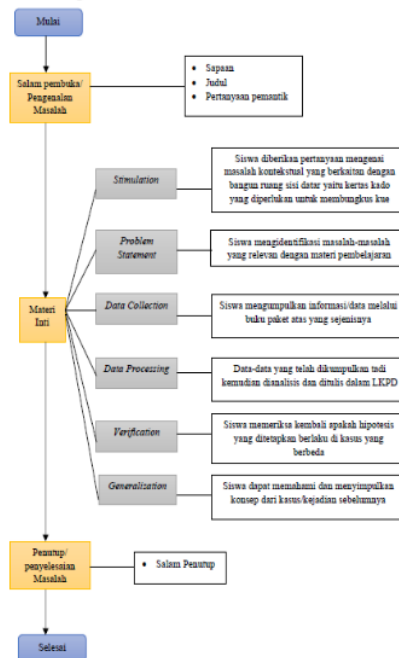 Mulai
Salam pembuka/
Pengenalan
Masalah
• Sapaan
• Judul
• Pertanyaan pemantik
Stimulation
Siswa diberikan pertanyaan mengenai
masalah kontekstual yang berkaitan dengan
bangun ruang sisi datar yaitu kertas kado
yang diperlukan untuk membungkus kue
Problem
Statement
Siswa mengidentifikasi masalah-masalah
yang relevan dengan materi pembelajaran
Materi
Inti
Data Collection
Siswa mengumpulkan informasi/data melalui
buku paket atas yang sejenisnya
Data Processing
Data-data yang telah dikumpulkan tadi
kemudian dianalisis dan ditulis dalam LKPD
Verification
Siswa memeriksa kembali apakah hipotesis
yang ditetapkan berlaku di kasus yang
berbeda
Generalization
Siswa dapat memahami dan menyimpulkan
konsep dari kasus/kejadian sebelumnya
Penutup/
penyelesaian
Masalah
• Salam Penutup
Selesai